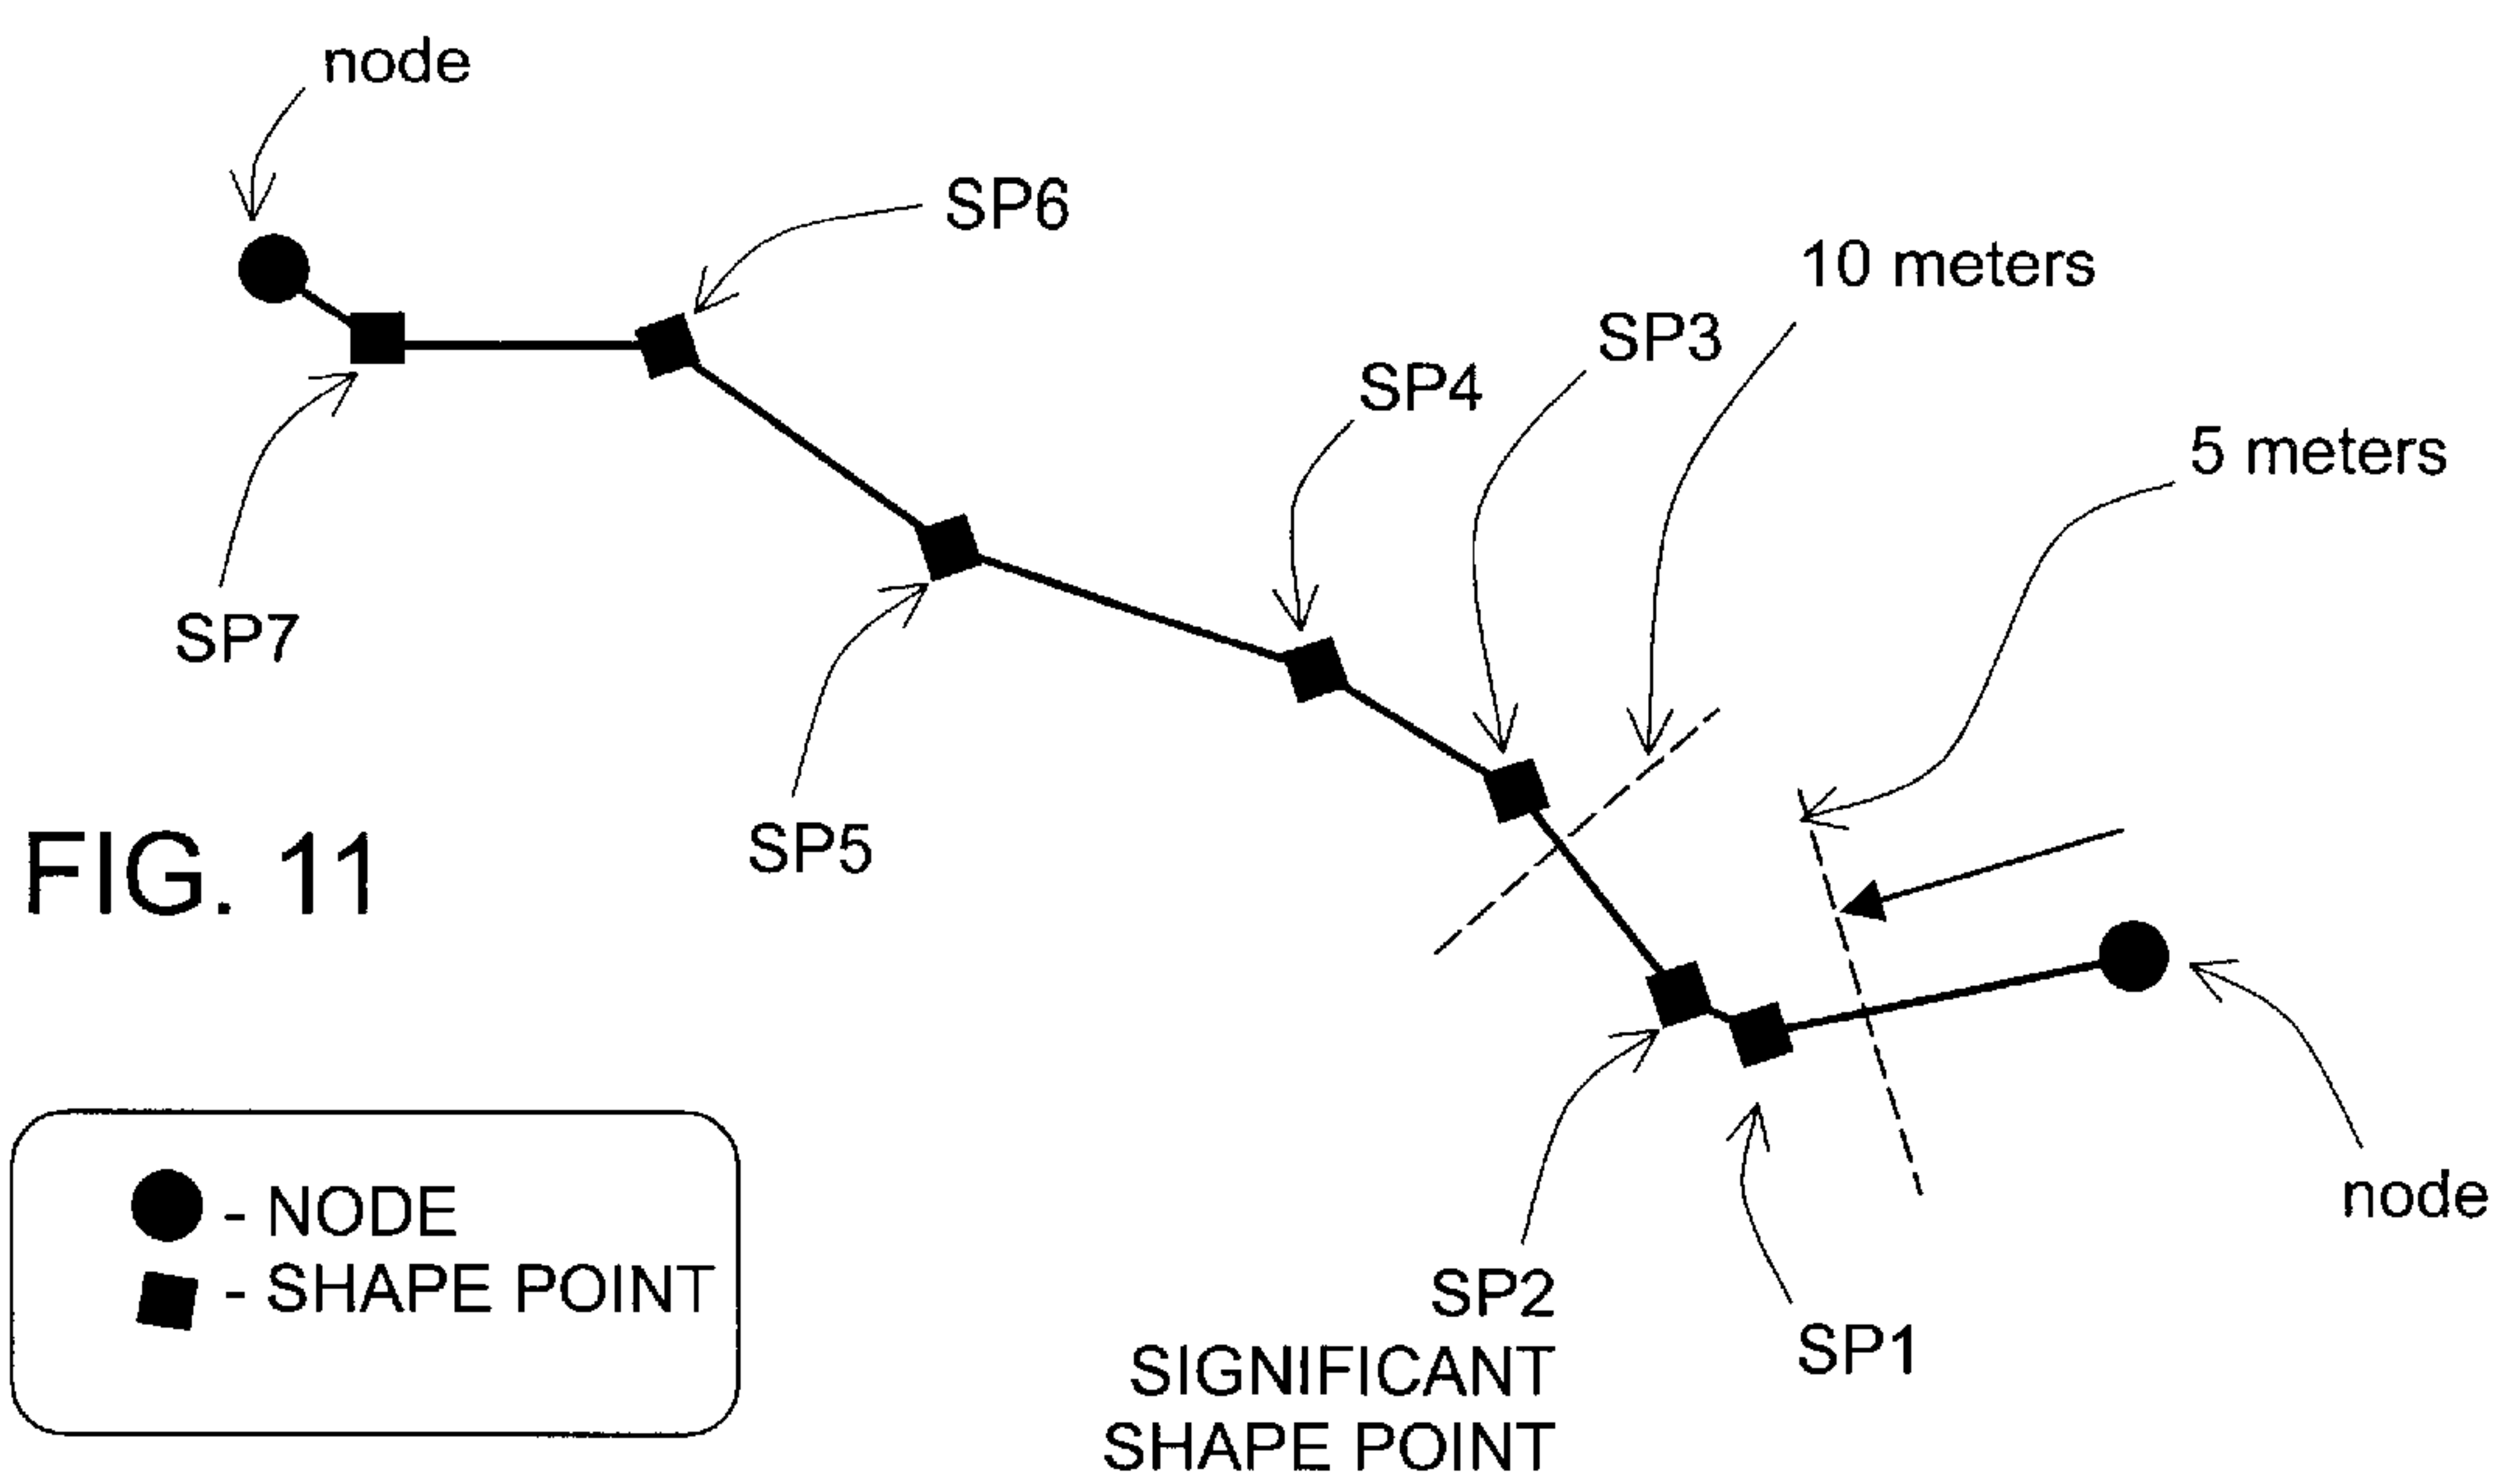 node
SP6
10 meters
SP3
SP4
5 meters
SP7
SP5
FIG. 11
node
- NODE
- SHAPE POINT
SP2
SIGNIFICANT
SHAPE POINT
SP1